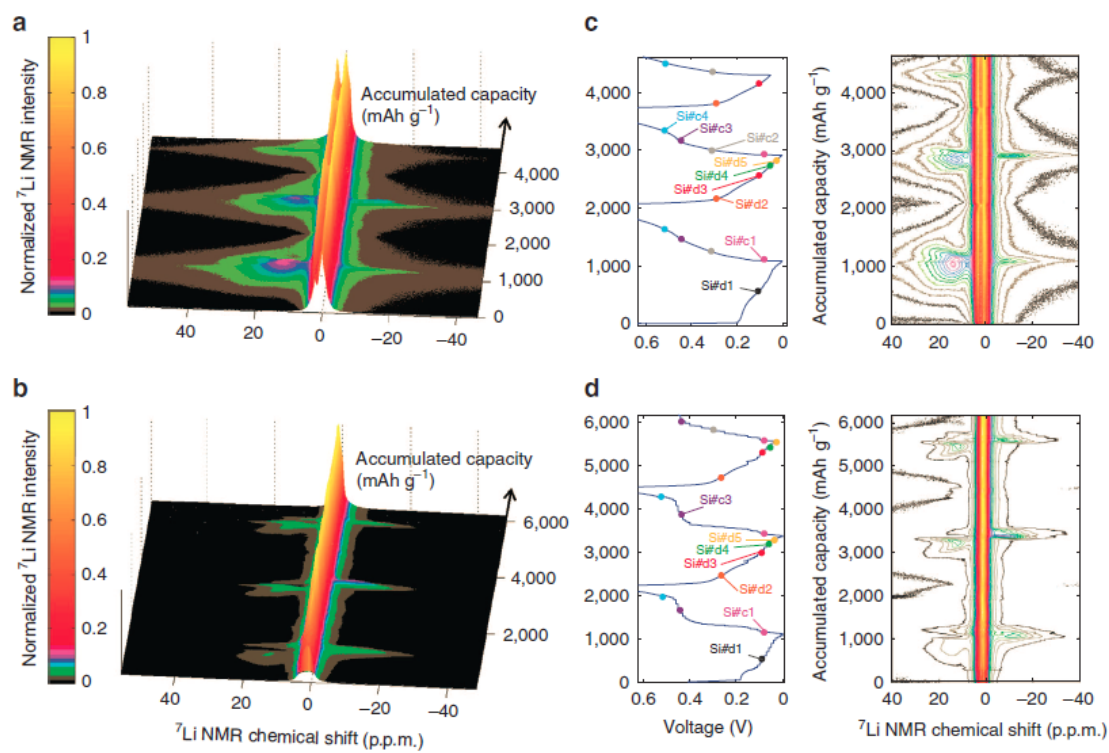 a
Normalized ⁷Li NMR intensity
1
0.8
0.6
0.4
0.2
0
Accumulated capacity
(mAh g⁻¹)
4,000
3,000
2,000
1,000
0
40
20
0
−20
−40
b
Normalized ⁷Li NMR intensity
1
0.8
0.6
0.4
0.2
0
Accumulated capacity
(mAh g⁻¹)
6,000
4,000
2,000
40
20
0
−20
−40
⁷Li NMR chemical shift (p.p.m.)
c
4,000
3,000
2,000
1,000
0
0.6
0.4
0.2
0
Si#c4
Si#c3
Si#c2
Si#d5
Si#d4
Si#d3
Si#d2
Si#c1
Si#d1
Accumulated capacity (mAh g⁻¹)
4,000
3,000
2,000
1,000
0
40
20
0
−20
−40
d
6,000
5,000
4,000
3,000
2,000
1,000
0
0.6
0.4
0.2
0
Voltage (V)
Si#c3
Si#d5
Si#d4
Si#d3
Si#d2
Si#c1
Si#d1
Accumulated capacity (mAh g⁻¹)
6,000
5,000
4,000
3,000
2,000
1,000
0
40
20
0
−20
−40
⁷Li NMR chemical shift (p.p.m.)